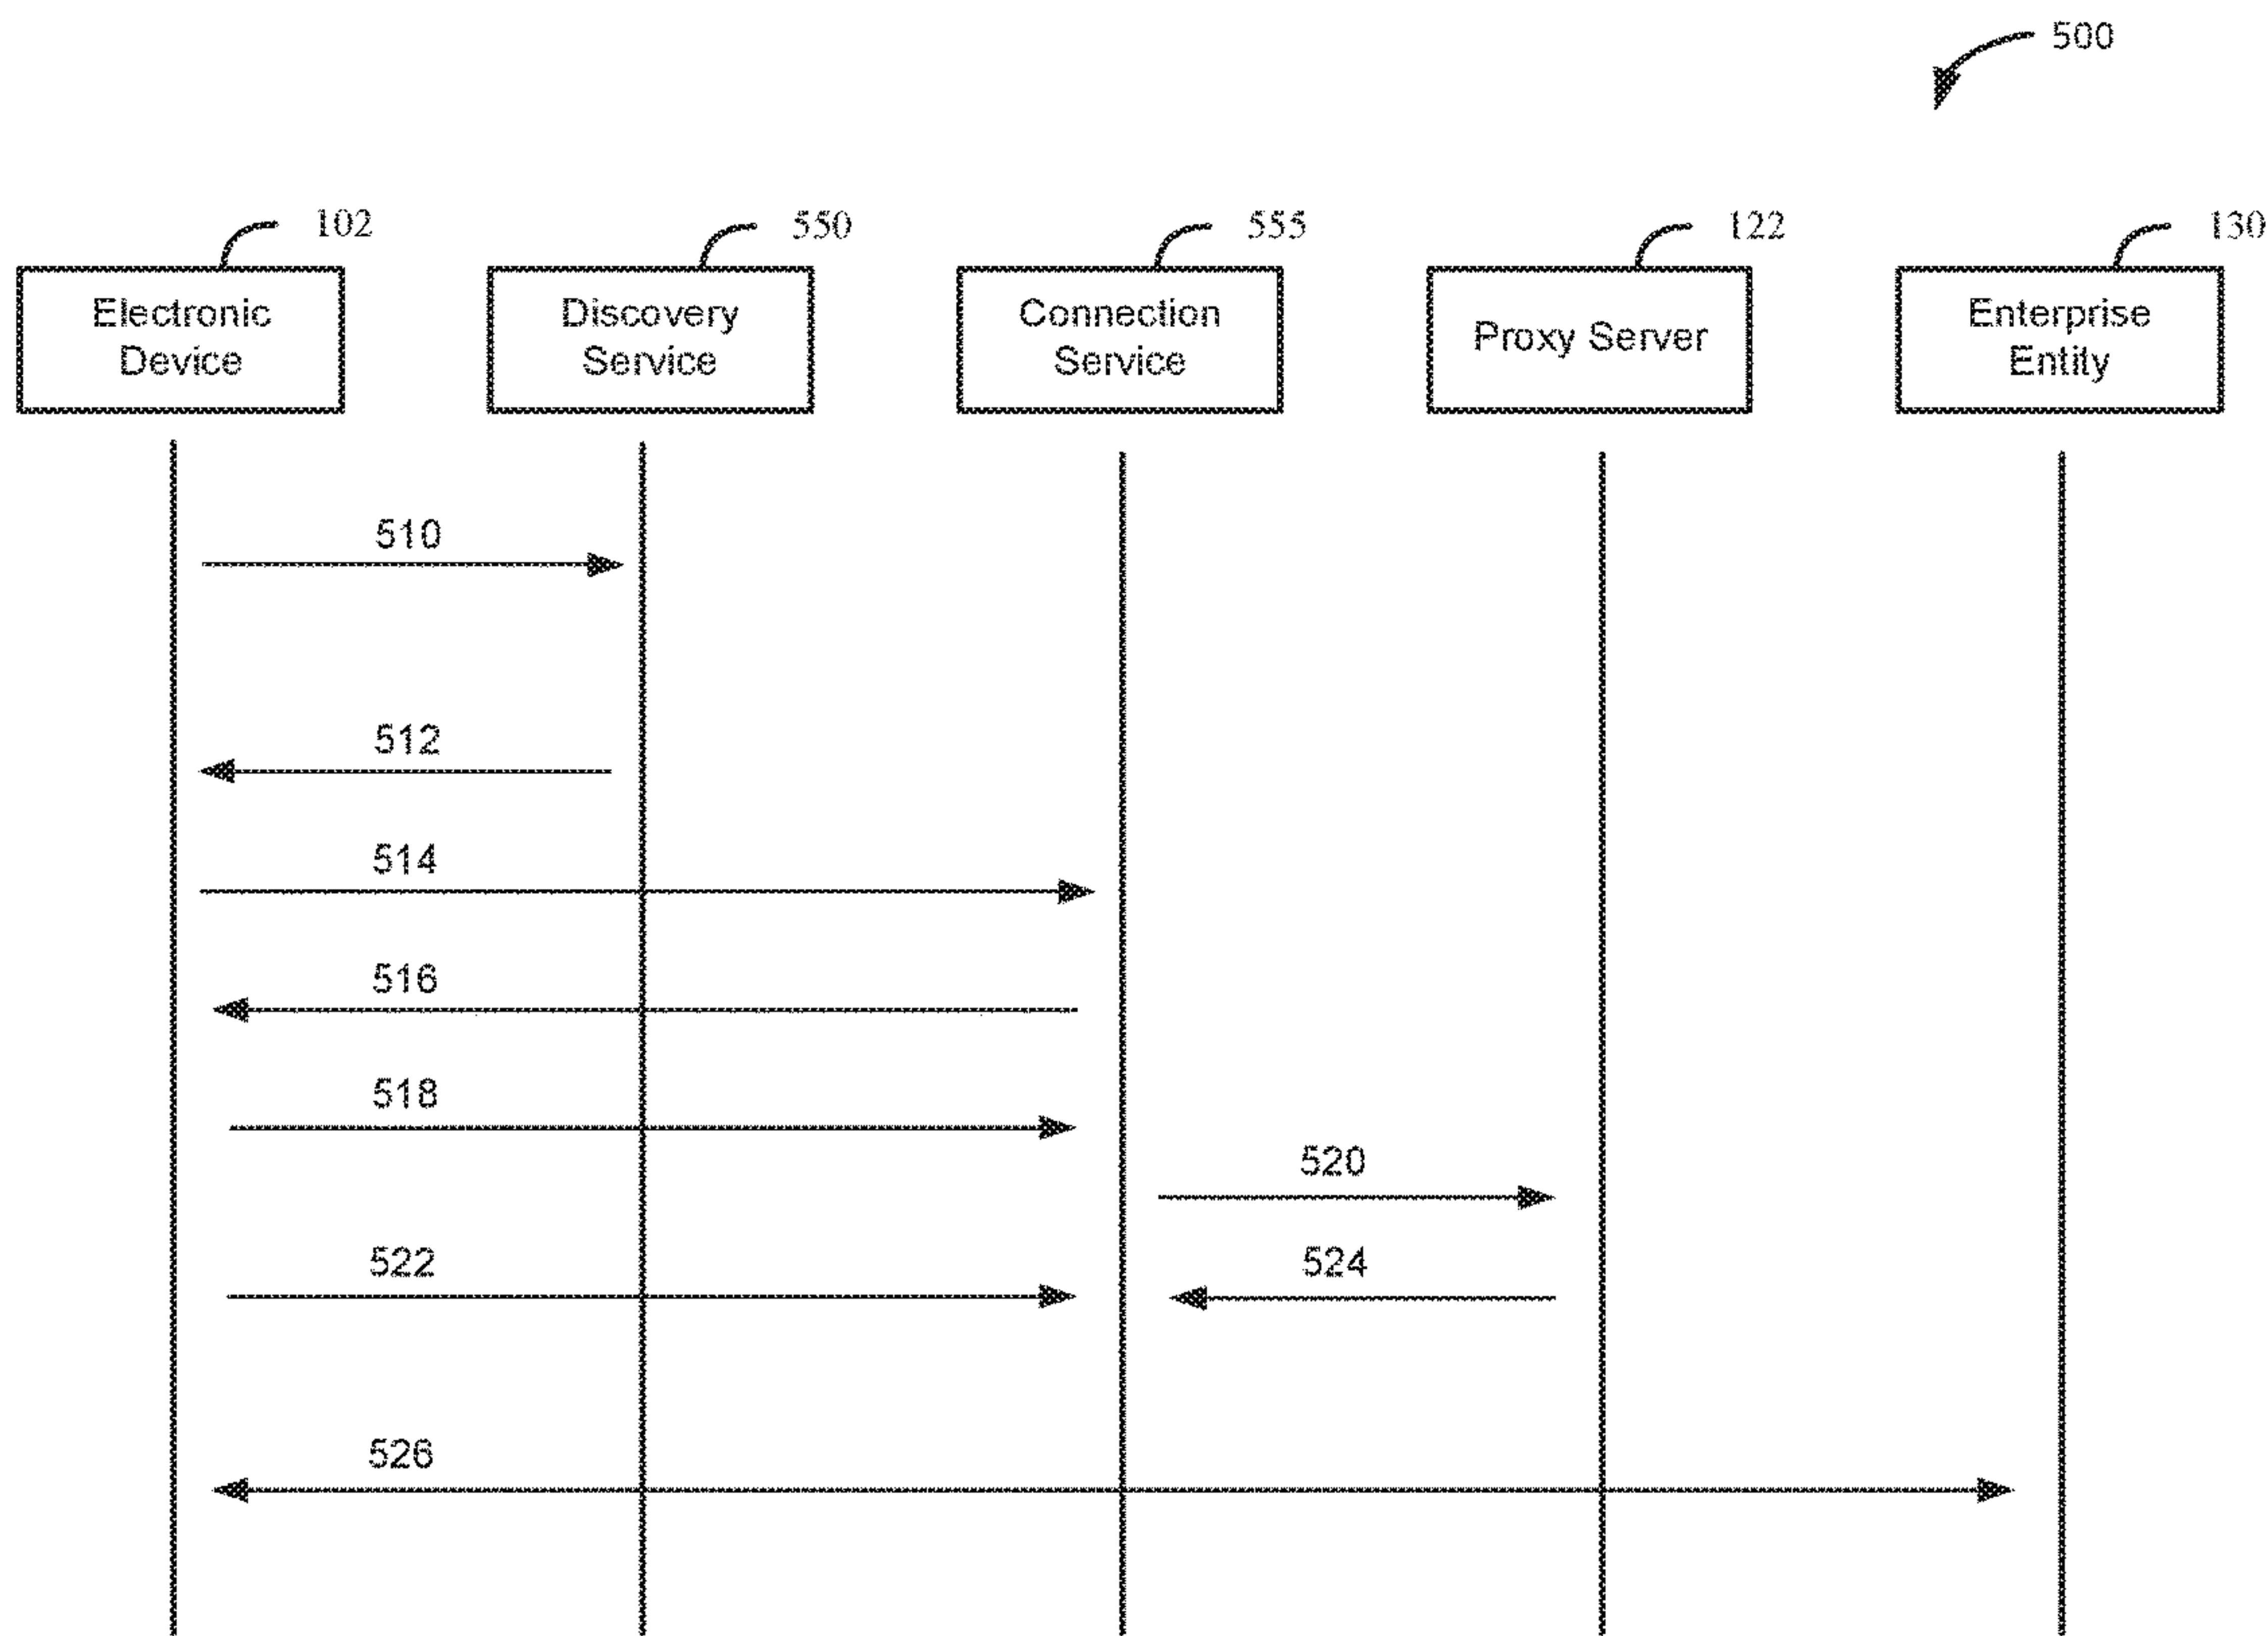 500
102
550
555
122
130
Electronic
Device
Discovery
Service
Connection
Service
Proxy Server
Enterprise
Entity
510
512
514
516
518
520
522
524
526